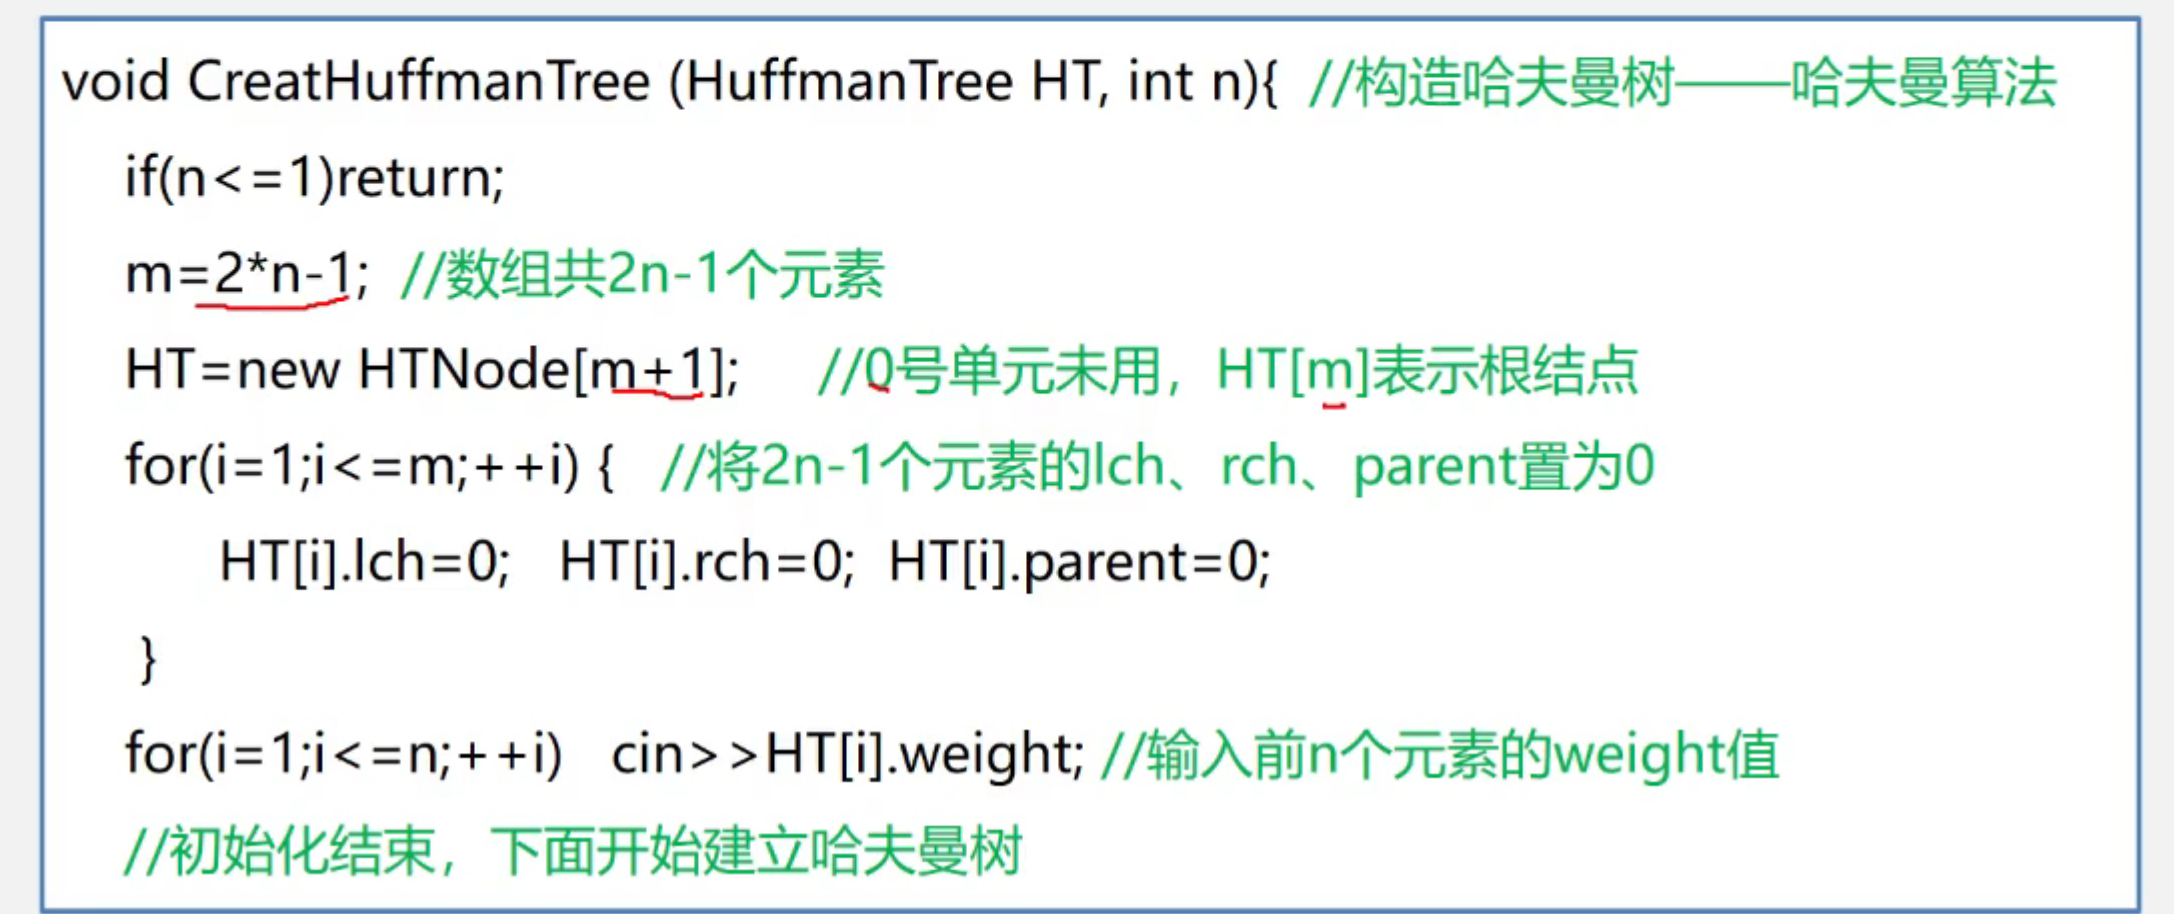 void CreatHuffmanTree (HuffmanTree HT, int n){  //构造哈夫曼树——哈夫曼算法
if(n<=1)return;
m=2*n-1;  //数组共2n-1个元素
HT=new HTNode[m+1];  //0号单元未用，HT[m]表示根结点
for(i=1;i<=m;++i) {  //将2n-1个元素的lch、rch、parent置为0
HT[i].lch=0;  HT[i].rch=0;  HT[i].parent=0;
}
for(i=1;i<=n;++i)  cin>>HT[i].weight; //输入前n个元素的weight值
//初始化结束，下面开始建立哈夫曼树